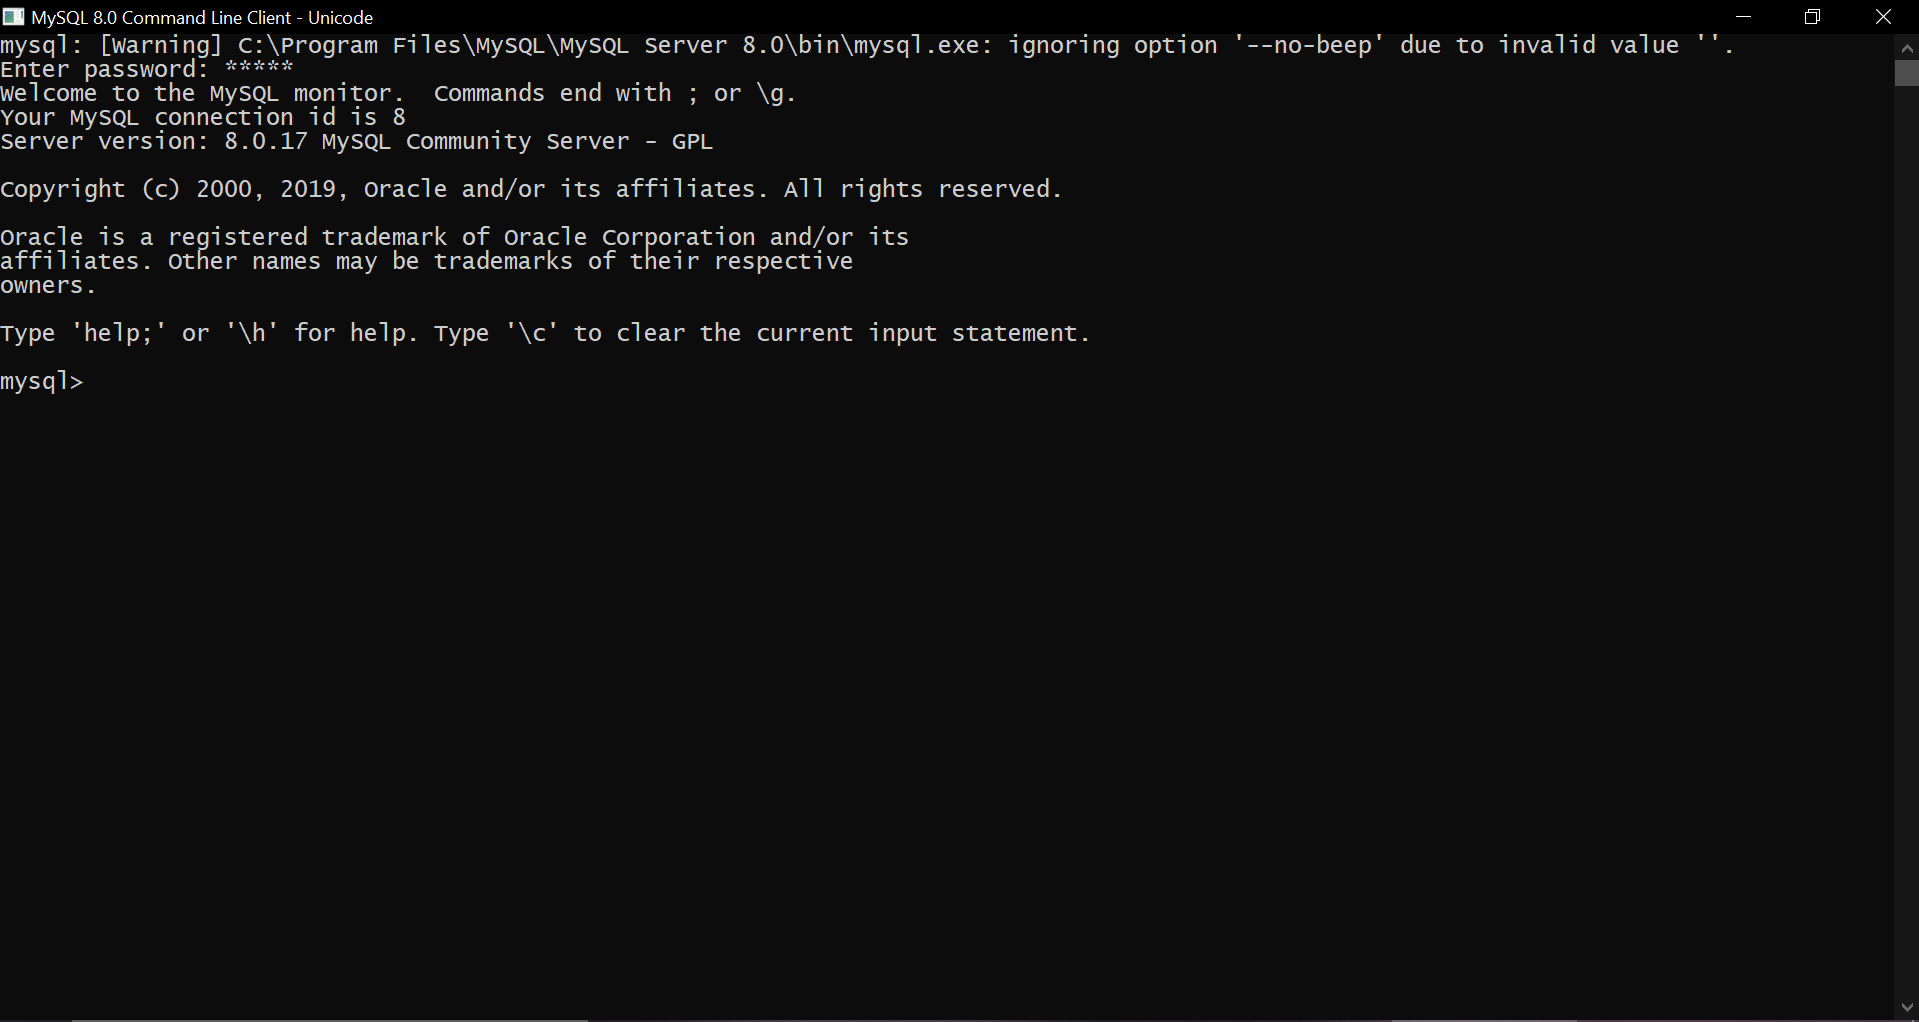 MySQL 8.0 Command Line Client - Unicode
mysql: [Warning] C:\Program Files\MySQL\MySQL Server 8.0\bin\mysql.exe: ignoring option '--no-beep' due to invalid value ''.
Enter password: *****
Welcome to the MySQL monitor.  Commands end with ; or \g.
Your MySQL connection id is 8
Server version: 8.0.17 MySQL Community Server - GPL
Copyright (c) 2000, 2019, Oracle and/or its affiliates. All rights reserved.
Oracle is a registered trademark of Oracle Corporation and/or its
affiliates. Other names may be trademarks of their respective
owners.
Type 'help;' or '\h' for help. Type '\c' to clear the current input statement.
mysql>